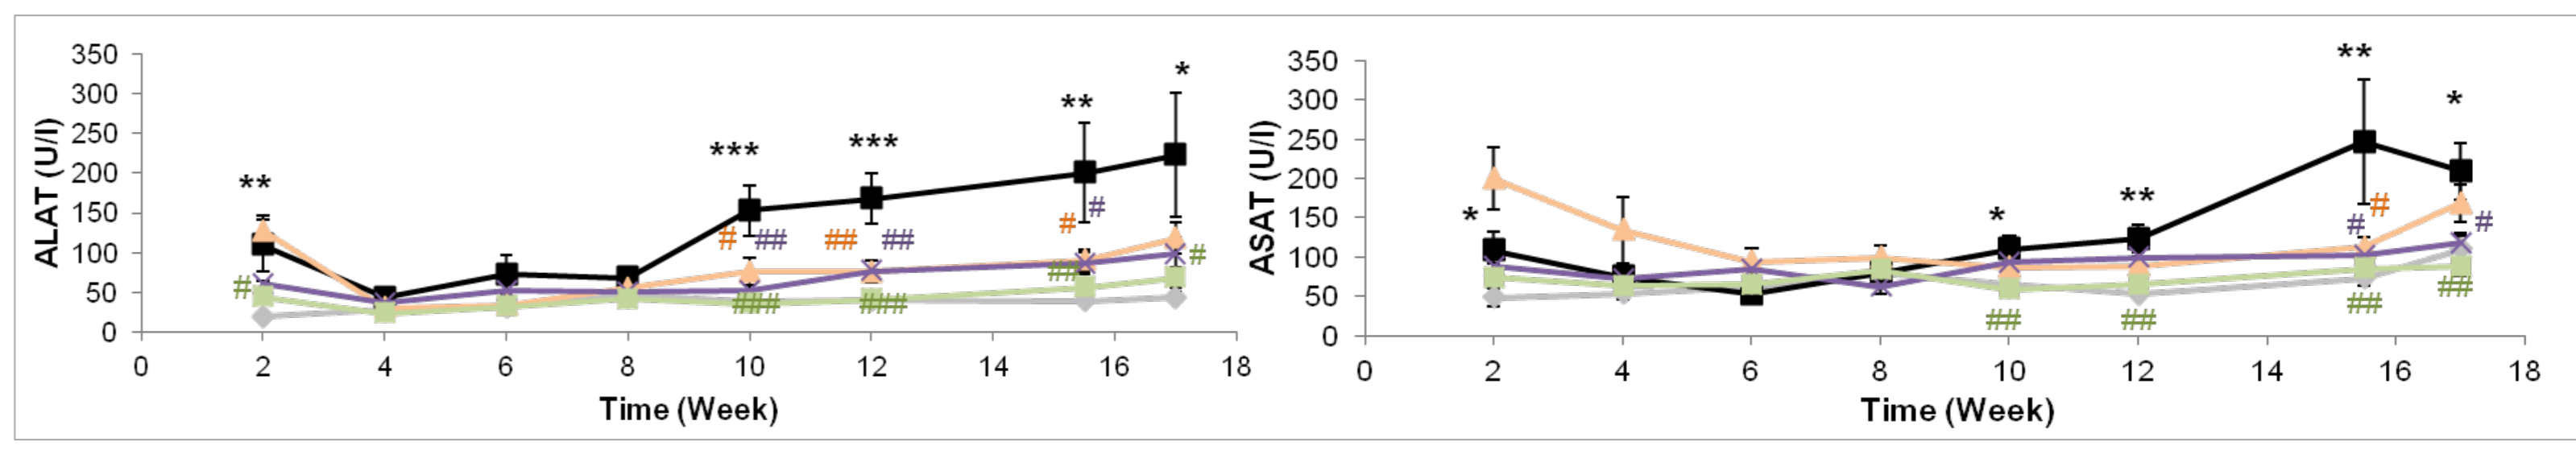 350
300
250
200
150
100
50
0
ALAT (U/l)
** *** *** ** *
# # ## ## ## # # ## #
### ###
0 2 4 6 8 10 12 14 16 18
Time (Week)
350
300
250
200
150
100
50
0
ASAT (U/l)
* * ** ** *
# # #
## ## ## ##
0 2 4 6 8 10 12 14 16 18
Time (Week)